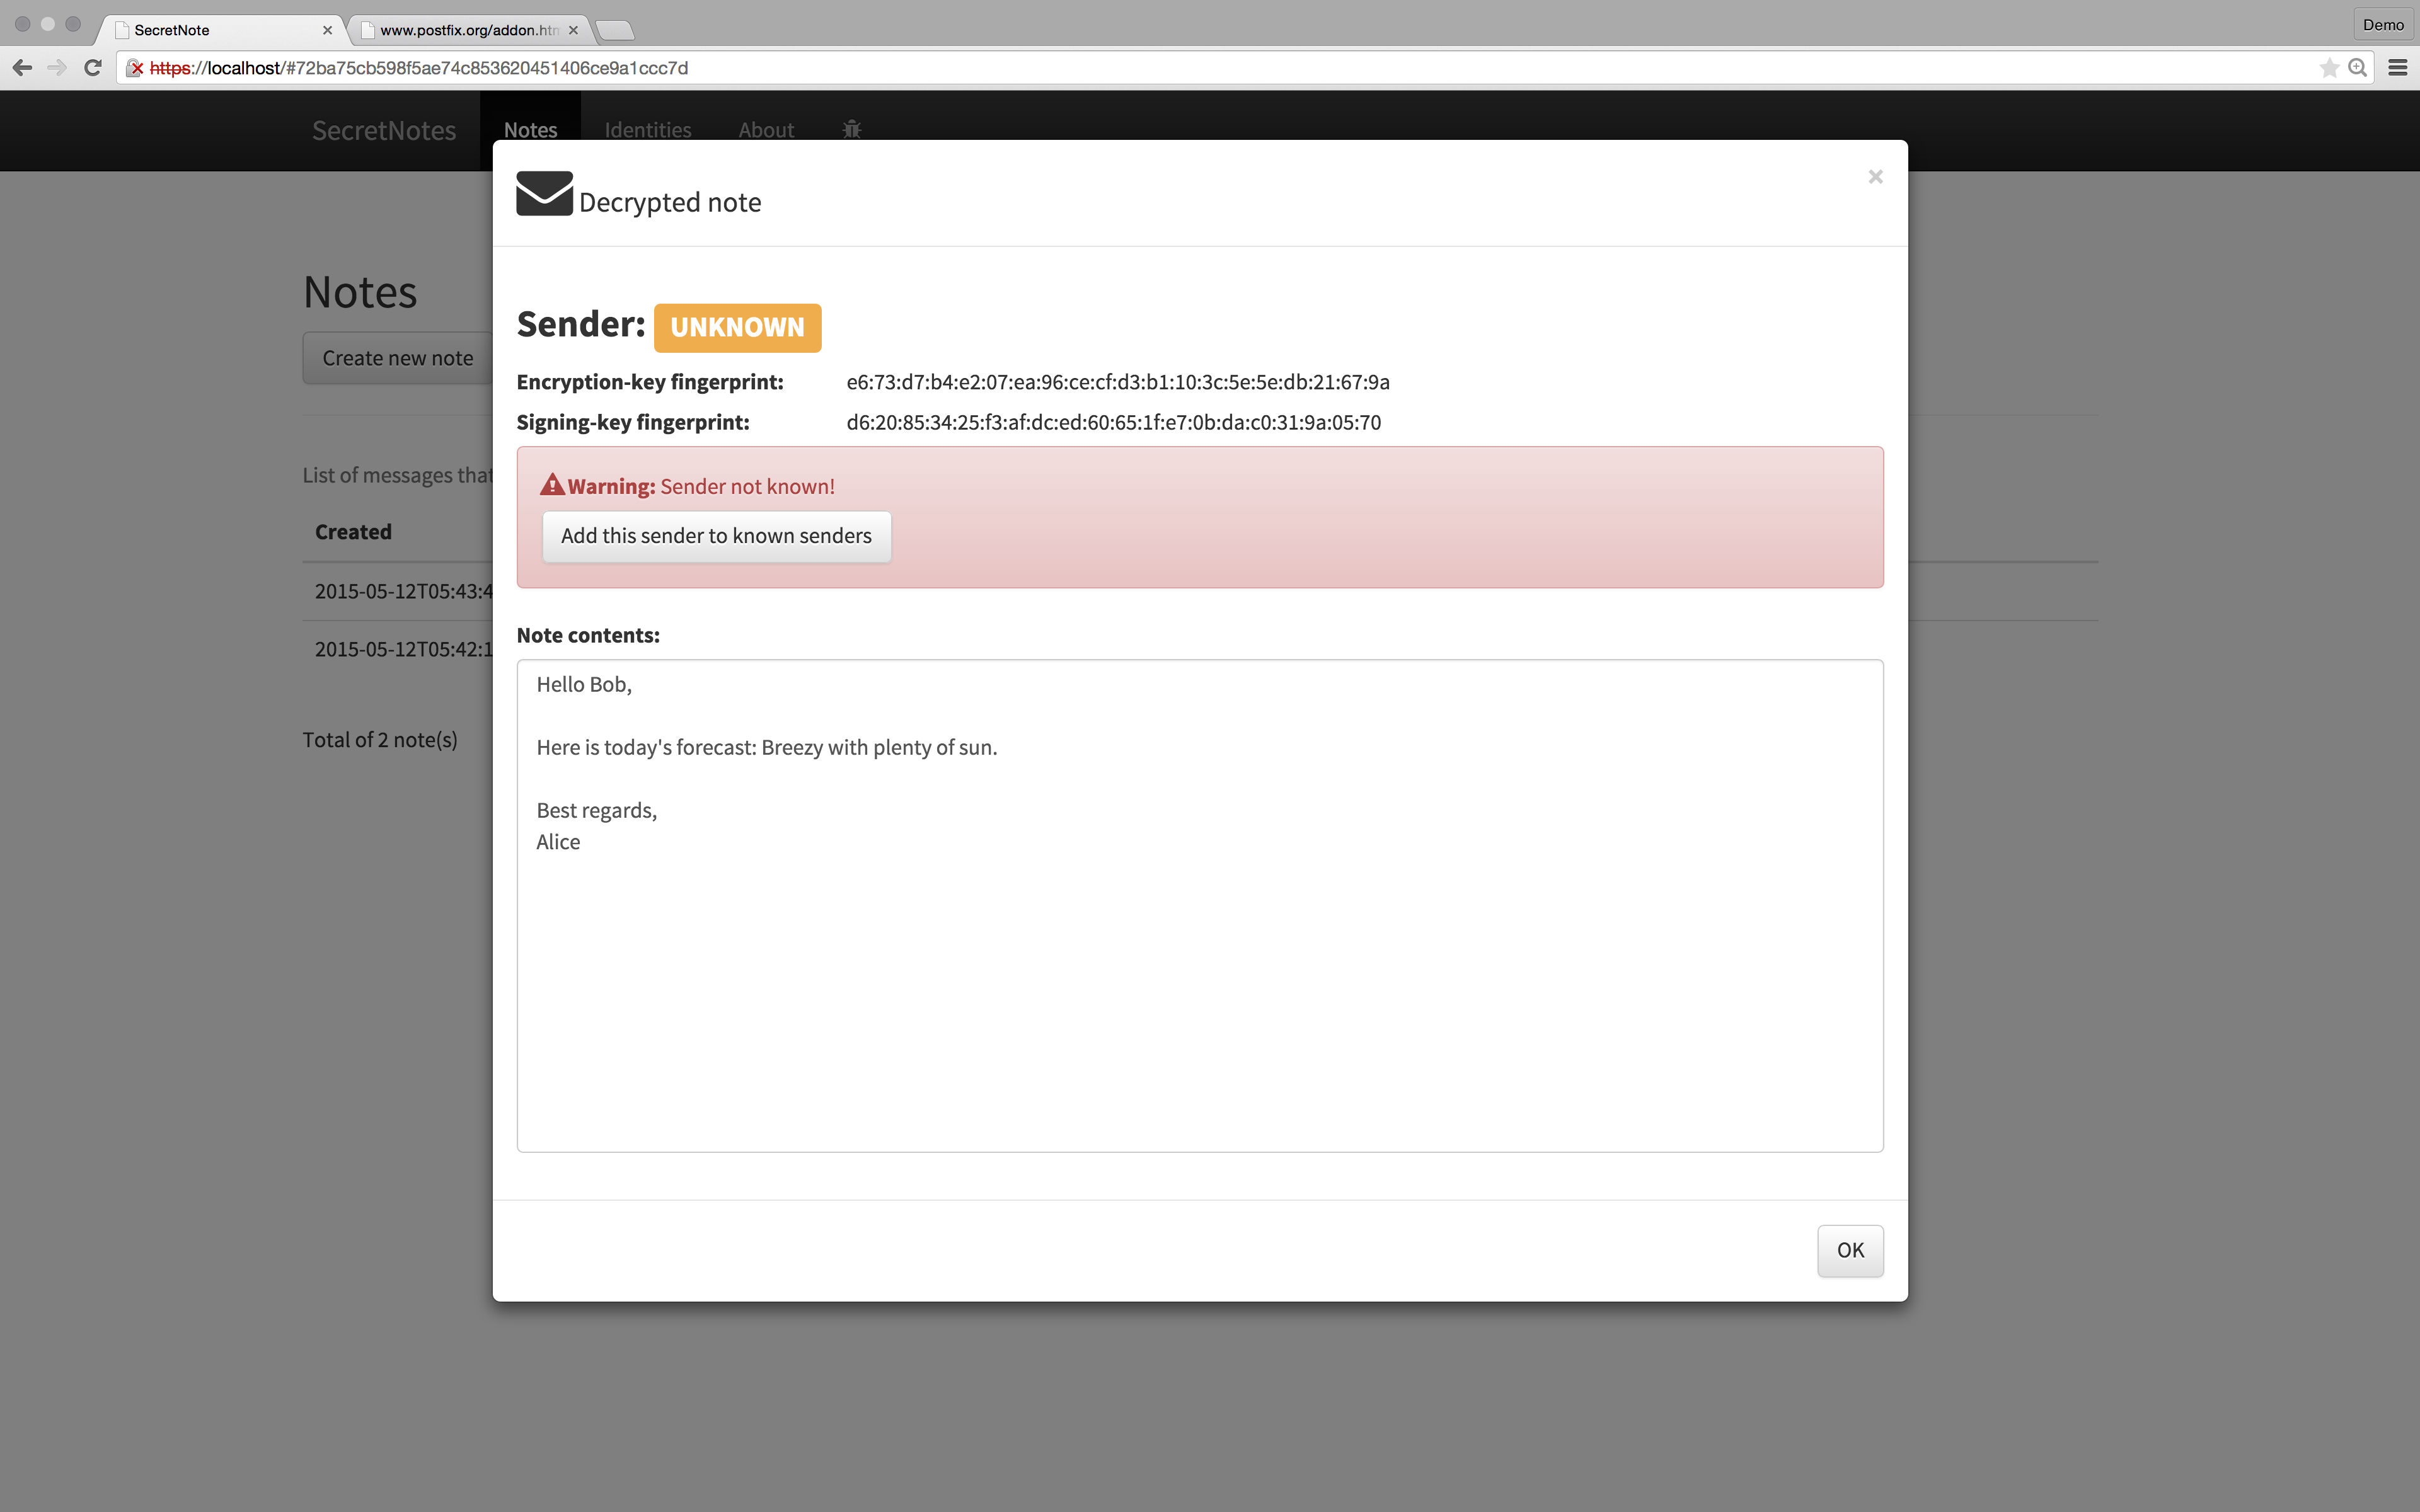 SecretNote
www.postfix.org/addon.htm
Demo
https://localhost/#72ba75cb598f5ae74c853620451406ce9a1ccc7d
SecretNotes Notes Identities About
Decrypted note ×
Notes
Create new note
List of messages that
Created
2015-05-12T05:43:4
2015-05-12T05:42:1
Total of 2 note(s)
Sender: UNKNOWN
Encryption-key fingerprint: e6:73:d7:b4:e2:07:ea:96:ce:cf:d3:b1:10:3c:5e:5e:db:21:67:9a
Signing-key fingerprint: d6:20:85:34:25:f3:af:dc:ed:60:65:1f:e7:0b:da:c0:31:9a:05:70
Warning: Sender not known!
Add this sender to known senders
Note contents:
Hello Bob,
Here is today's forecast: Breezy with plenty of sun.
Best regards,
Alice
OK